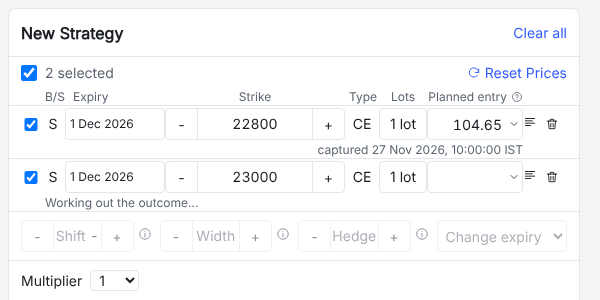 New Strategy Clear all
2 selected Reset Prices
B/S Expiry Strike Type Lots Planned entry
S 1 Dec 2026 - 22800 + CE 1 lot 104.65
captured 27 Nov 2026, 10:00:00 IST
S 1 Dec 2026 - 23000 + CE 1 lot
Working out the outcome...
- Shift - + - Width + - Hedge + Change expiry
Multiplier 1